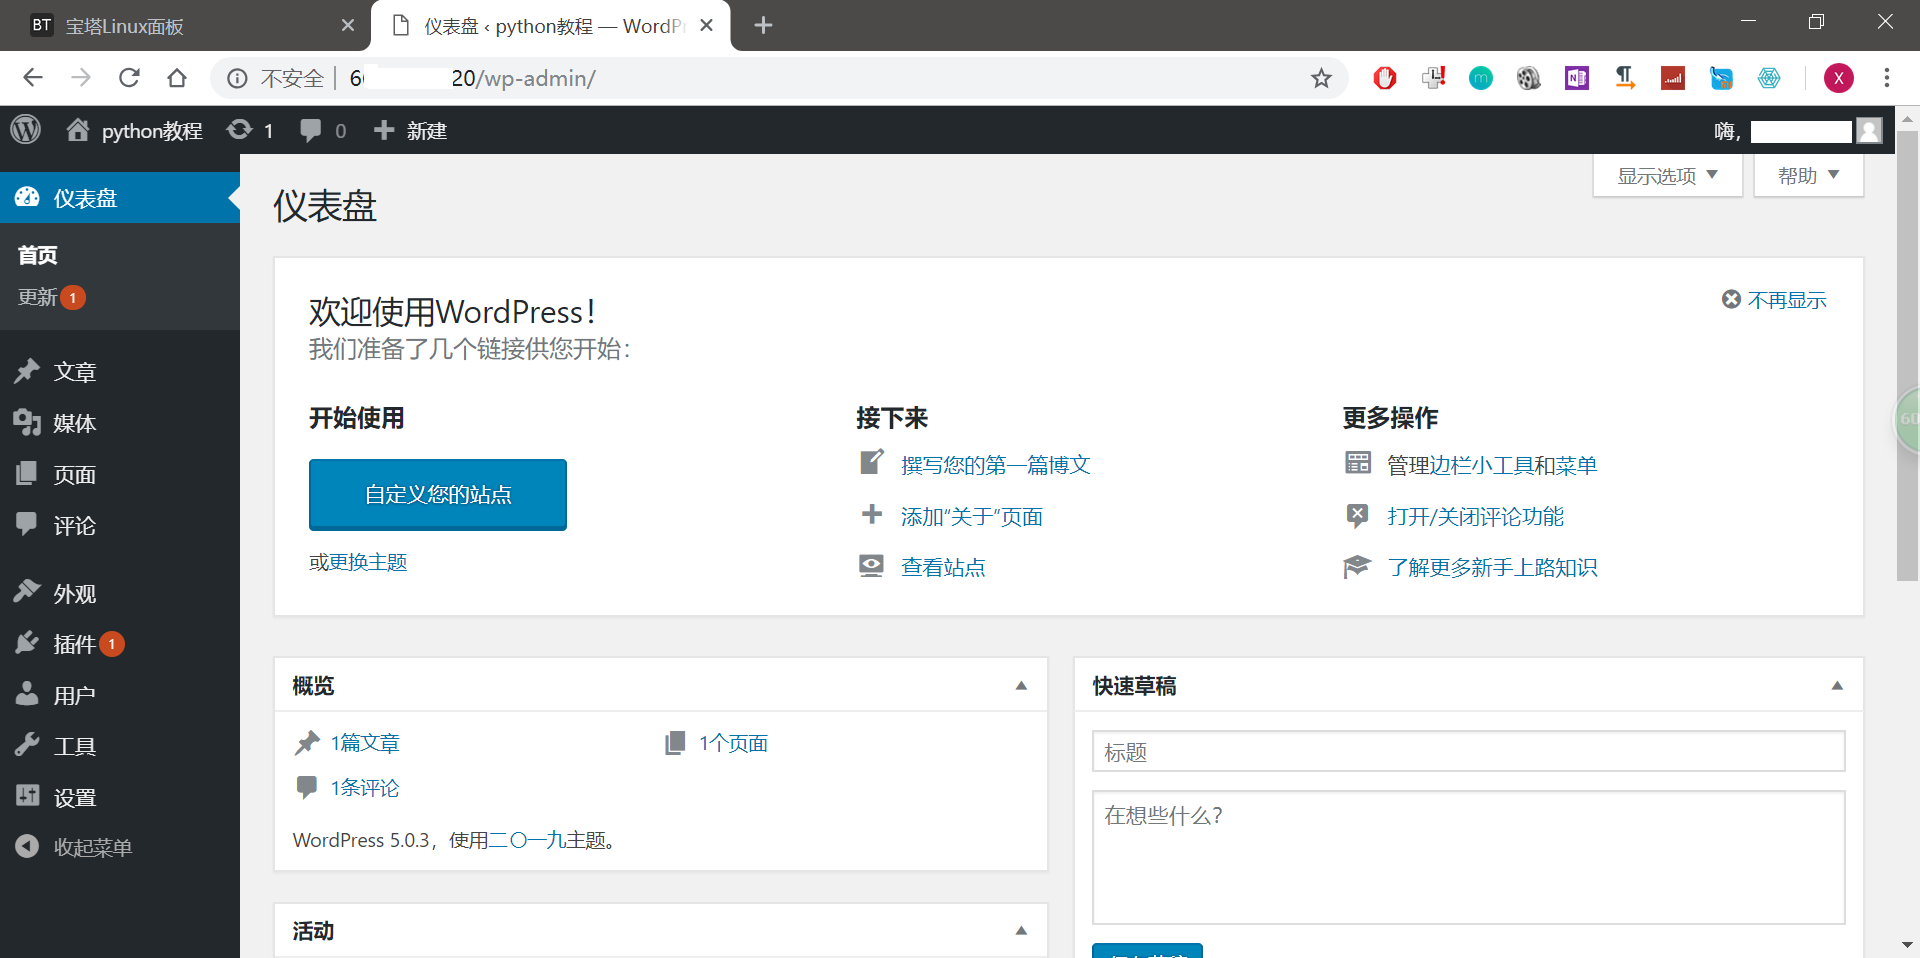 BT 宝塔Linux面板
仪表盘 ‹ python教程 — WordPr
不安全 | 6 20/wp-admin/
X
python教程 1 0 新建
嗨,
仪表盘
首页
更新 1
文章
媒体
页面
评论
外观
插件 1
用户
工具
设置
收起菜单
显示选项 帮助
仪表盘
欢迎使用WordPress！
我们准备了几个链接供您开始：
不再显示
开始使用
自定义您的站点
或更换主题
接下来
撰写您的第一篇博文
添加“关于”页面
查看站点
更多操作
管理边栏小工具和菜单
打开/关闭评论功能
了解更多新手上路知识
60
概览
1篇文章 1个页面
1条评论
WordPress 5.0.3，使用二〇一九主题。
活动
快速草稿
标题
在想些什么？